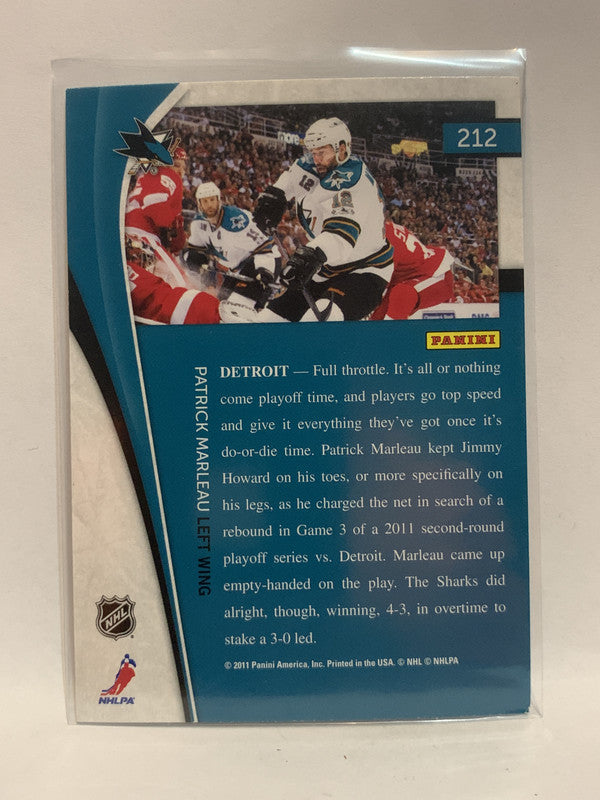 212
12
12
PANINI
PATRICK MARLEAU LEFT WING
DETROIT — Full throttle. It's all or nothing
come playoff time, and players go top speed
and give it everything they've got once it's
do-or-die time. Patrick Marleau kept Jimmy
Howard on his toes, or more specifically on
his legs, as he charged the net in search of a
rebound in Game 3 of a 2011 second-round
playoff series vs. Detroit. Marleau came up
empty-handed on the play. The Sharks did
alright, though, winning, 4-3, in overtime to
stake a 3-0 led.
© 2011 Panini America, Inc. Printed in the USA. © NHL © NHLPA
NHL
NHLPA